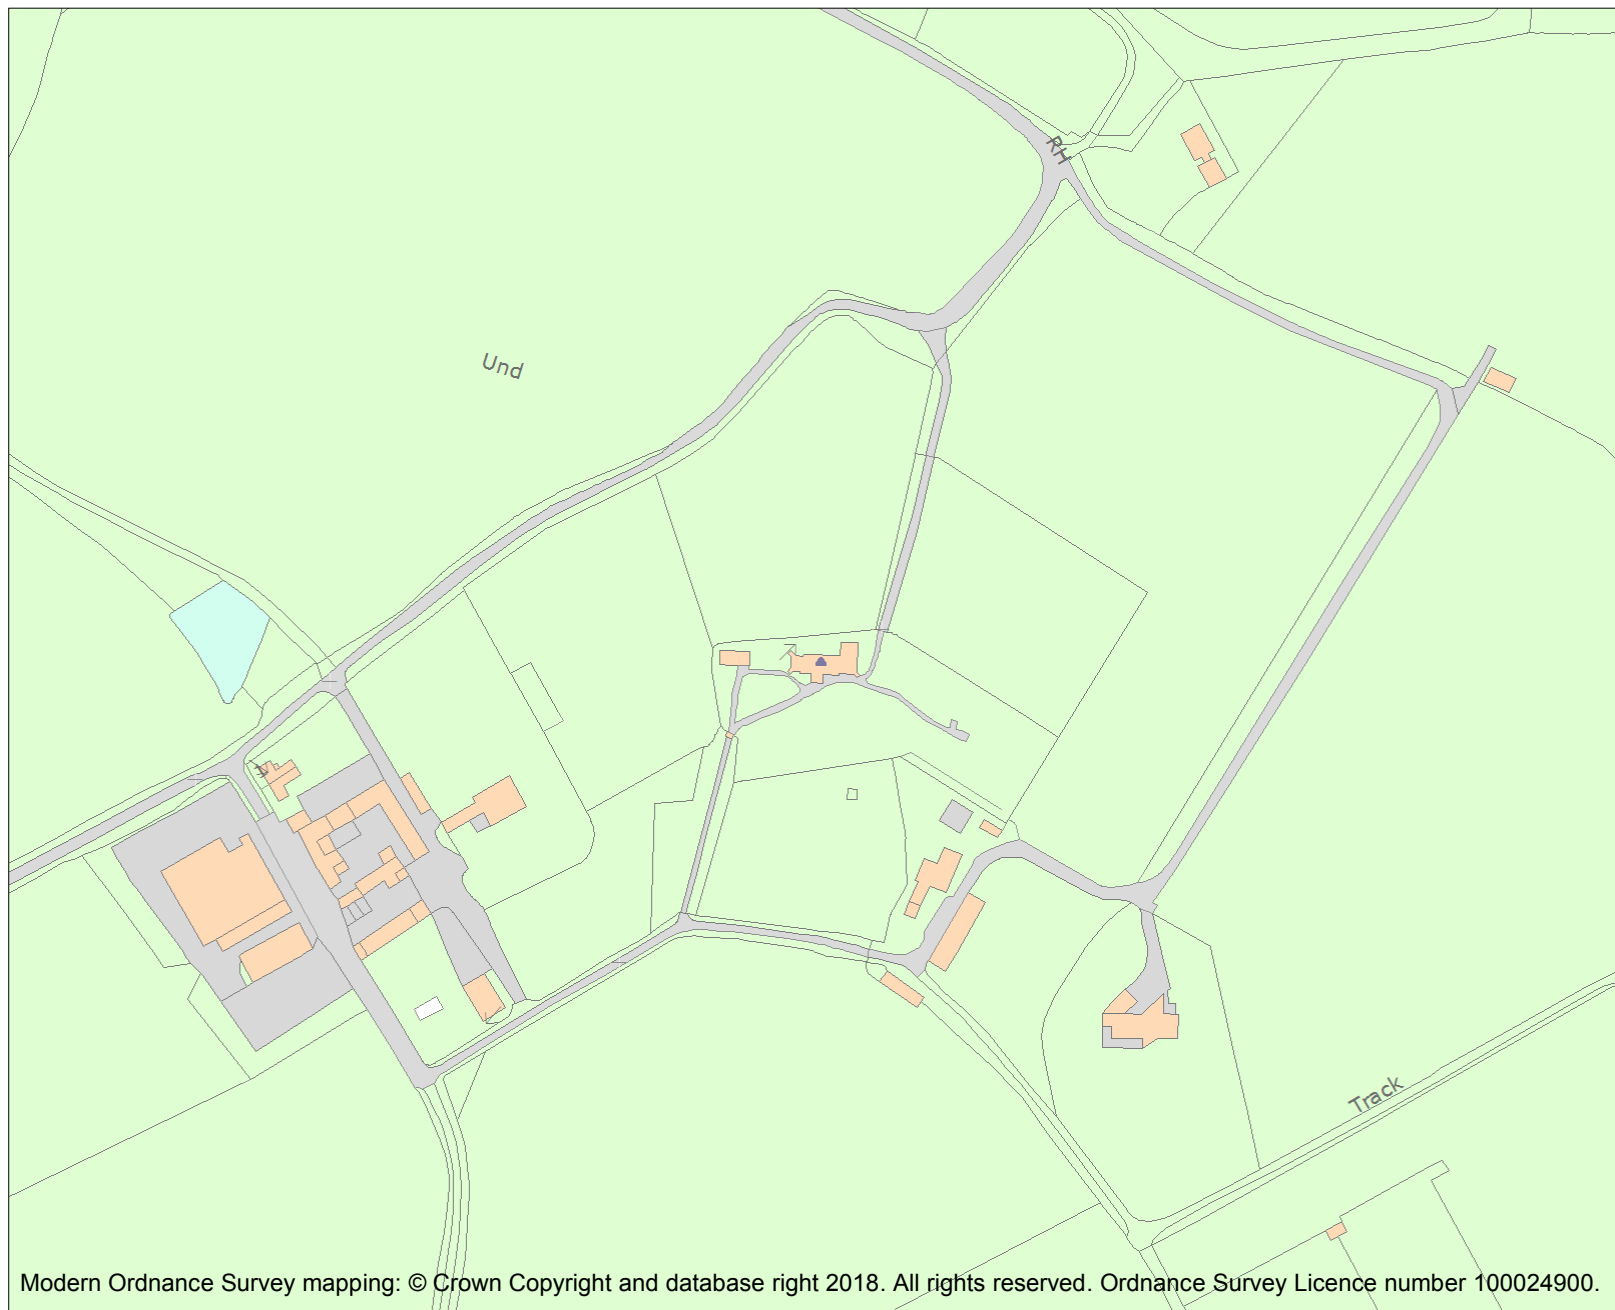 RH
Und
Track
Modern Ordnance Survey mapping: © Crown Copyright and database right 2018. All rights reserved. Ordnance Survey Licence number 100024900.